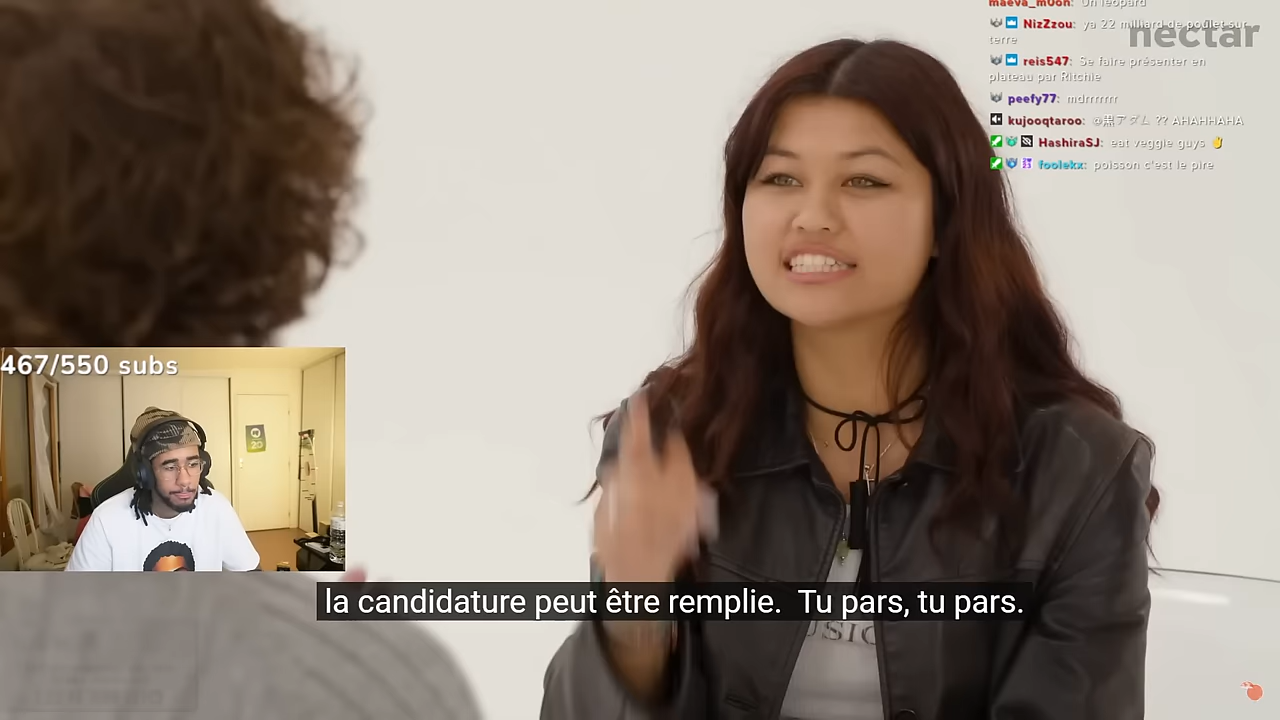 maeva_m0on: Un léopard
NizZzou: ya 22 milliard de poulet sur
terre
nectar
reis547: Se faire présenter en
plateau par Ritchie
peefy77: mdrrrrrrr
kujooqtaroo: @黒アダム ?? AHAHHAHA
HashiraSJ: eat veggie guys
foolekx: poisson c'est le pire
467/550 subs
20
la candidature peut être remplie. Tu pars, tu pars.
USIC